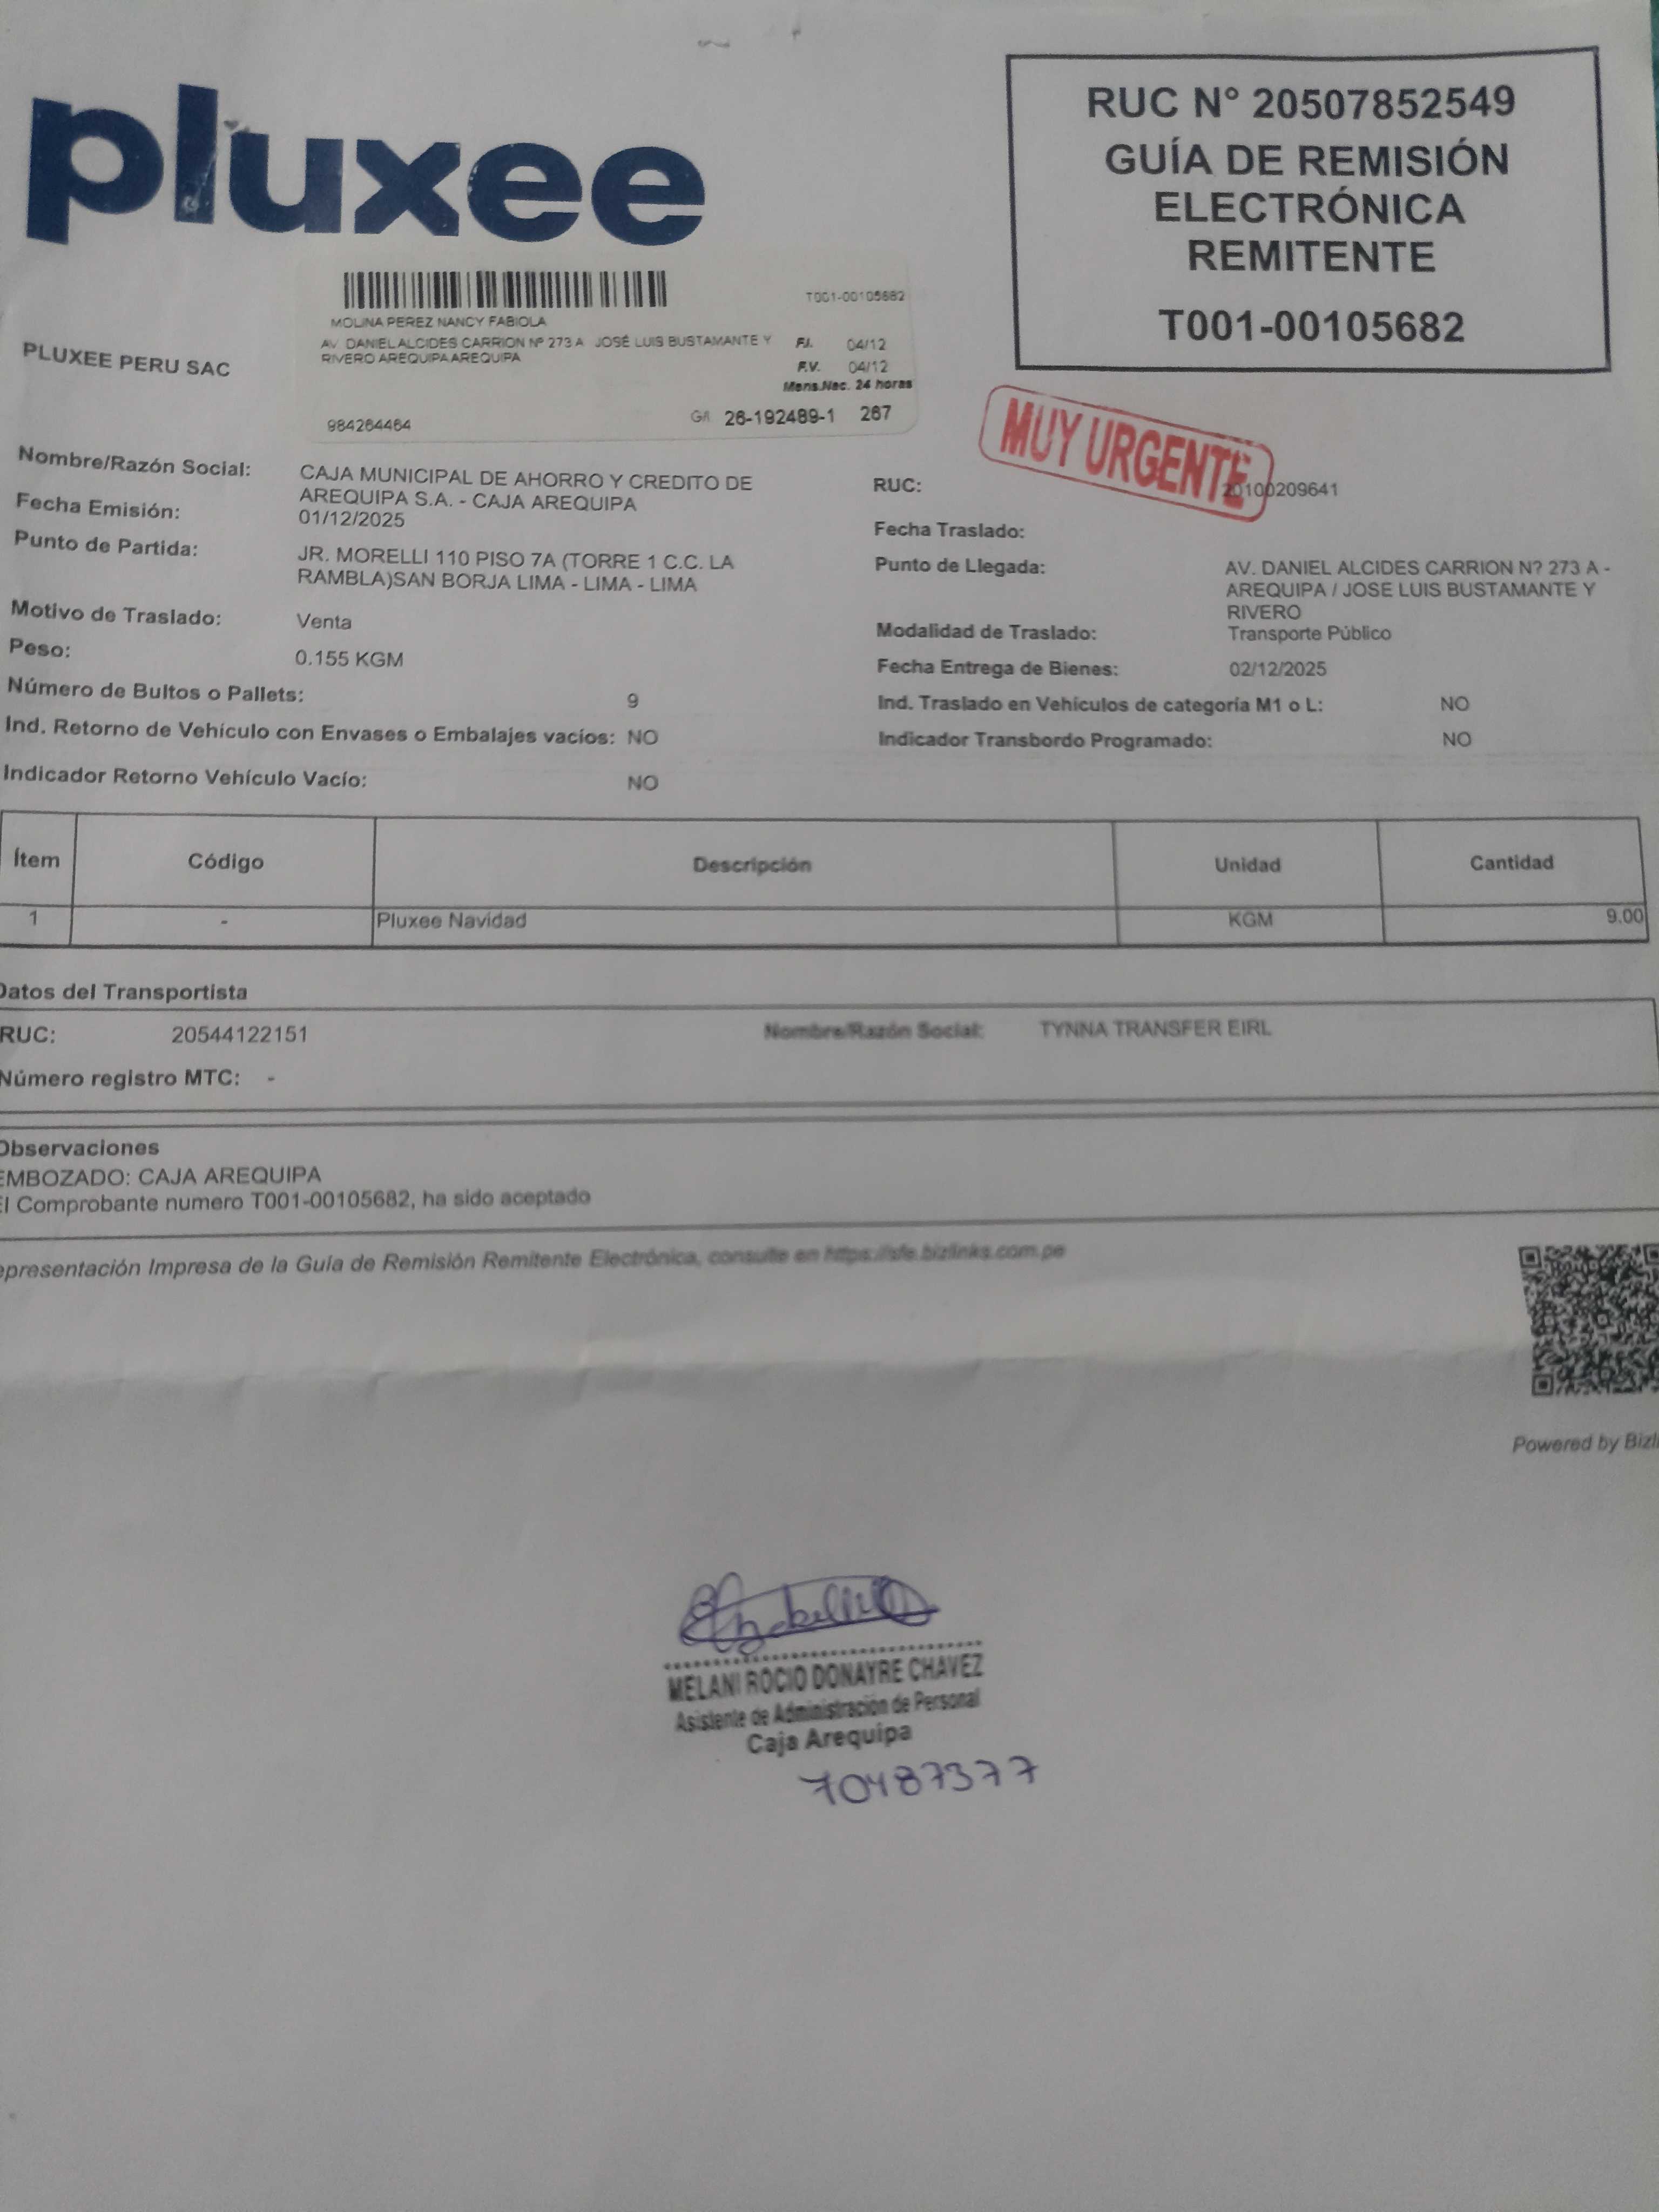 pluxee
RUC N° 20507852549
GUÍA DE REMISIÓN
ELECTRÓNICA
REMITENTE
T001-00105682
T001-00105682
MOLINA PEREZ NANCY FABIOLA
AV. DANIEL ALCIDES CARRION Nº 273 A JOSÉ LUIS BUSTAMANTE Y
RIVERO AREQUIPA AREQUIPA
F.I. 04/12
F.V. 04/12
Mens.Nac. 24 horas
984264464
G/I 26-192489-1 267
PLUXEE PERU SAC
MUY URGENTE
Nombre/Razón Social: CAJA MUNICIPAL DE AHORRO Y CREDITO DE
AREQUIPA S.A. - CAJA AREQUIPA
RUC: 20100209641
Fecha Emisión: 01/12/2025
Fecha Traslado:
Punto de Partida: JR. MORELLI 110 PISO 7A (TORRE 1 C.C. LA
RAMBLA)SAN BORJA LIMA - LIMA - LIMA
Punto de Llegada: AV. DANIEL ALCIDES CARRION N? 273 A -
AREQUIPA / JOSE LUIS BUSTAMANTE Y
RIVERO
Motivo de Traslado: Venta
Modalidad de Traslado: Transporte Público
Peso: 0.155 KGM
Fecha Entrega de Bienes: 02/12/2025
Número de Bultos o Pallets: 9
Ind. Traslado en Vehículos de categoría M1 o L: NO
Ind. Retorno de Vehículo con Envases o Embalajes vacíos: NO
Indicador Transbordo Programado: NO
Indicador Retorno Vehículo Vacío: NO
Ítem Código Descripción Unidad Cantidad
1 - Pluxee Navidad KGM 9.00
Datos del Transportista
RUC: 20544122151 Nombre/Razón Social: TYNNA TRANSFER EIRL
Número registro MTC: -
Observaciones
EMBOZADO: CAJA AREQUIPA
El Comprobante numero T001-00105682, ha sido aceptado
epresentación Impresa de la Guía de Remisión Remitente Electrónica, consulte en https://sfe.bizlinks.com.pe
Powered by Bizli
MELANI ROCIO DONAYRE CHAVEZ
Asistente de Administración de Personal
Caja Arequipa
70487377